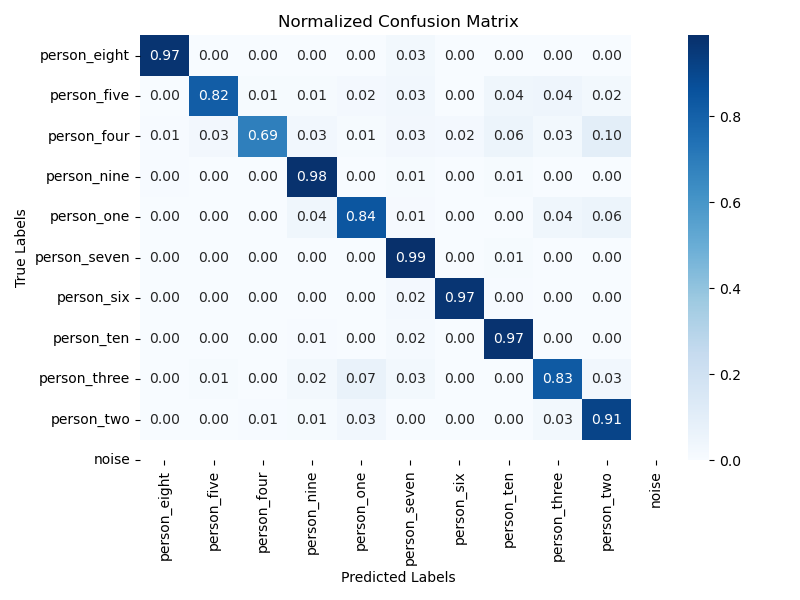 Normalized Confusion Matrix
person_eight 0.97 0.00 0.00 0.00 0.00 0.03 0.00 0.00 0.00 0.00
person_five 0.00 0.82 0.01 0.01 0.02 0.03 0.00 0.04 0.04 0.02
person_four 0.01 0.03 0.69 0.03 0.01 0.03 0.02 0.06 0.03 0.10
person_nine 0.00 0.00 0.00 0.98 0.00 0.01 0.00 0.01 0.00 0.00
person_one 0.00 0.00 0.00 0.04 0.84 0.01 0.00 0.00 0.04 0.06
person_seven 0.00 0.00 0.00 0.00 0.00 0.99 0.00 0.01 0.00 0.00
person_six 0.00 0.00 0.00 0.00 0.00 0.02 0.97 0.00 0.00 0.00
person_ten 0.00 0.00 0.00 0.01 0.00 0.02 0.00 0.97 0.00 0.00
person_three 0.00 0.01 0.00 0.02 0.07 0.03 0.00 0.00 0.83 0.03
person_two 0.00 0.00 0.01 0.01 0.03 0.00 0.00 0.00 0.03 0.91
noise
True Labels
person_eight person_five person_four person_nine person_one person_seven person_six person_ten person_three person_two noise
Predicted Labels
0.8
0.6
0.4
0.2
0.0